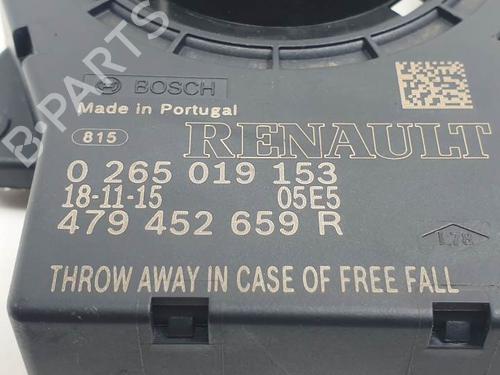 B-PARTS
BOSCH
Made in Portugal
815
RENAULT
0 265 019 153
18-11-15 05E5
479 452 659 R
THROW AWAY IN CASE OF FREE FALL